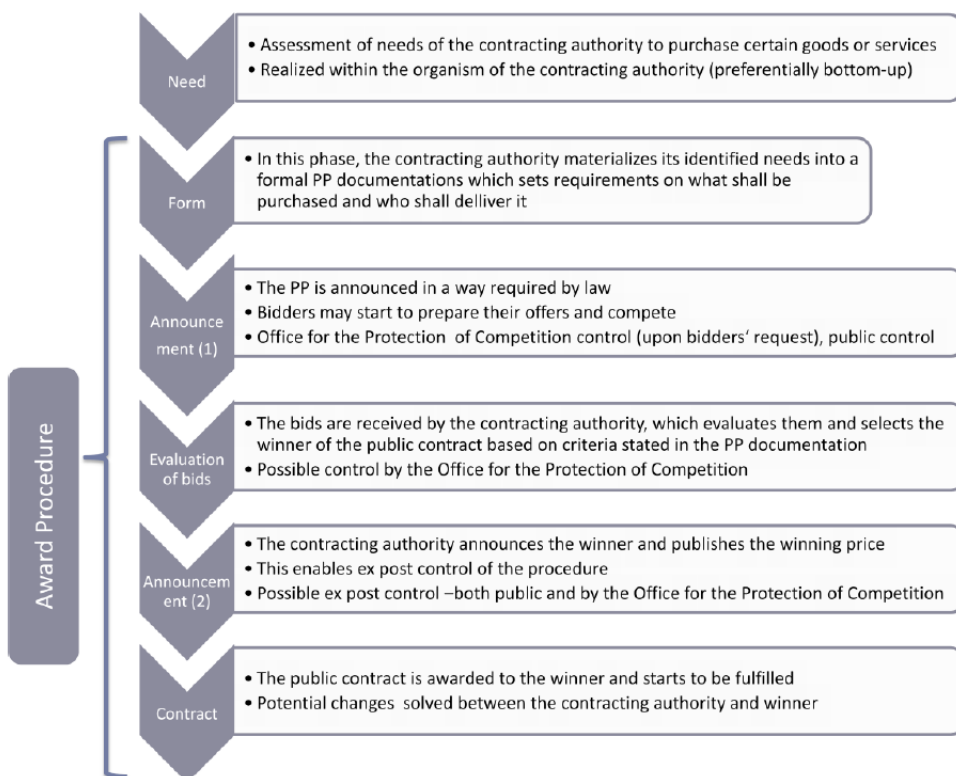 Need
• Assessment of needs of the contracting authority to purchase certain goods or services
• Realized within the organism of the contracting authority (preferentially bottom-up)
Form
• In this phase, the contracting authority materializes its identified needs into a
formal PP documentations which sets requirements on what shall be
purchased and who shall delliver it
Announce
ment (1)
• The PP is announced in a way required by law
• Bidders may start to prepare their offers and compete
• Office for the Protection of Competition control (upon bidders‘ request), public control
Award Procedure
Evaluation
of bids
• The bids are received by the contracting authority, which evaluates them and selects the
winner of the public contract based on criteria stated in the PP documentation
• Possible control by the Office for the Protection of Competition
Announcem
ent (2)
• The contracting authority announces the winner and publishes the winning price
• This enables ex post control of the procedure
• Possible ex post control –both public and by the Office for the Protection of Competition
Contract
• The public contract is awarded to the winner and starts to be fulfilled
• Potential changes solved between the contracting authority and winner